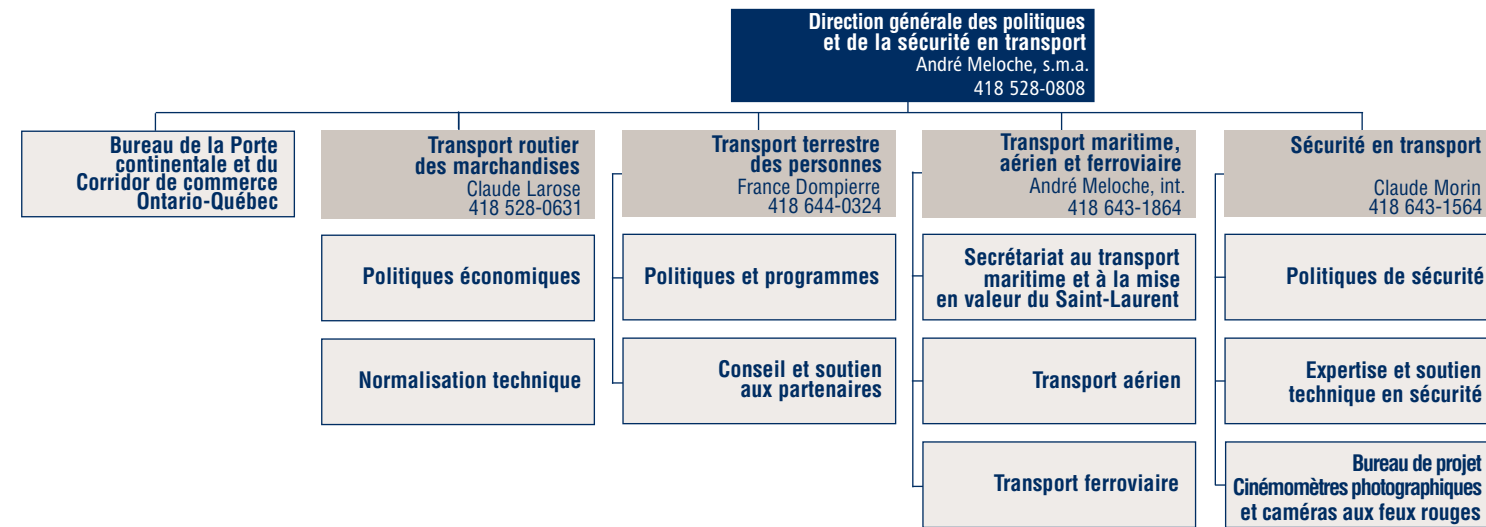 Direction générale des politiques
et de la sécurité en transport
André Meloche, s.m.a.
418 528-0808
Bureau de la Porte
continentale et du
Corridor de commerce
Ontario-Québec
Transport routier
des marchandises
Claude Larose
418 528-0631
Politiques économiques
Normalisation technique
Transport terrestre
des personnes
France Dompierre
418 644-0324
Politiques et programmes
Conseil et soutien
aux partenaires
Transport maritime,
aérien et ferroviaire
André Meloche, int.
418 643-1864
Secrétariat au transport
maritime et à la mise
en valeur du Saint-Laurent
Transport aérien
Transport ferroviaire
Sécurité en transport
Claude Morin
418 643-1564
Politiques de sécurité
Expertise et soutien
technique en sécurité
Bureau de projet
Cinémomètres photographiques
et caméras aux feux rouges